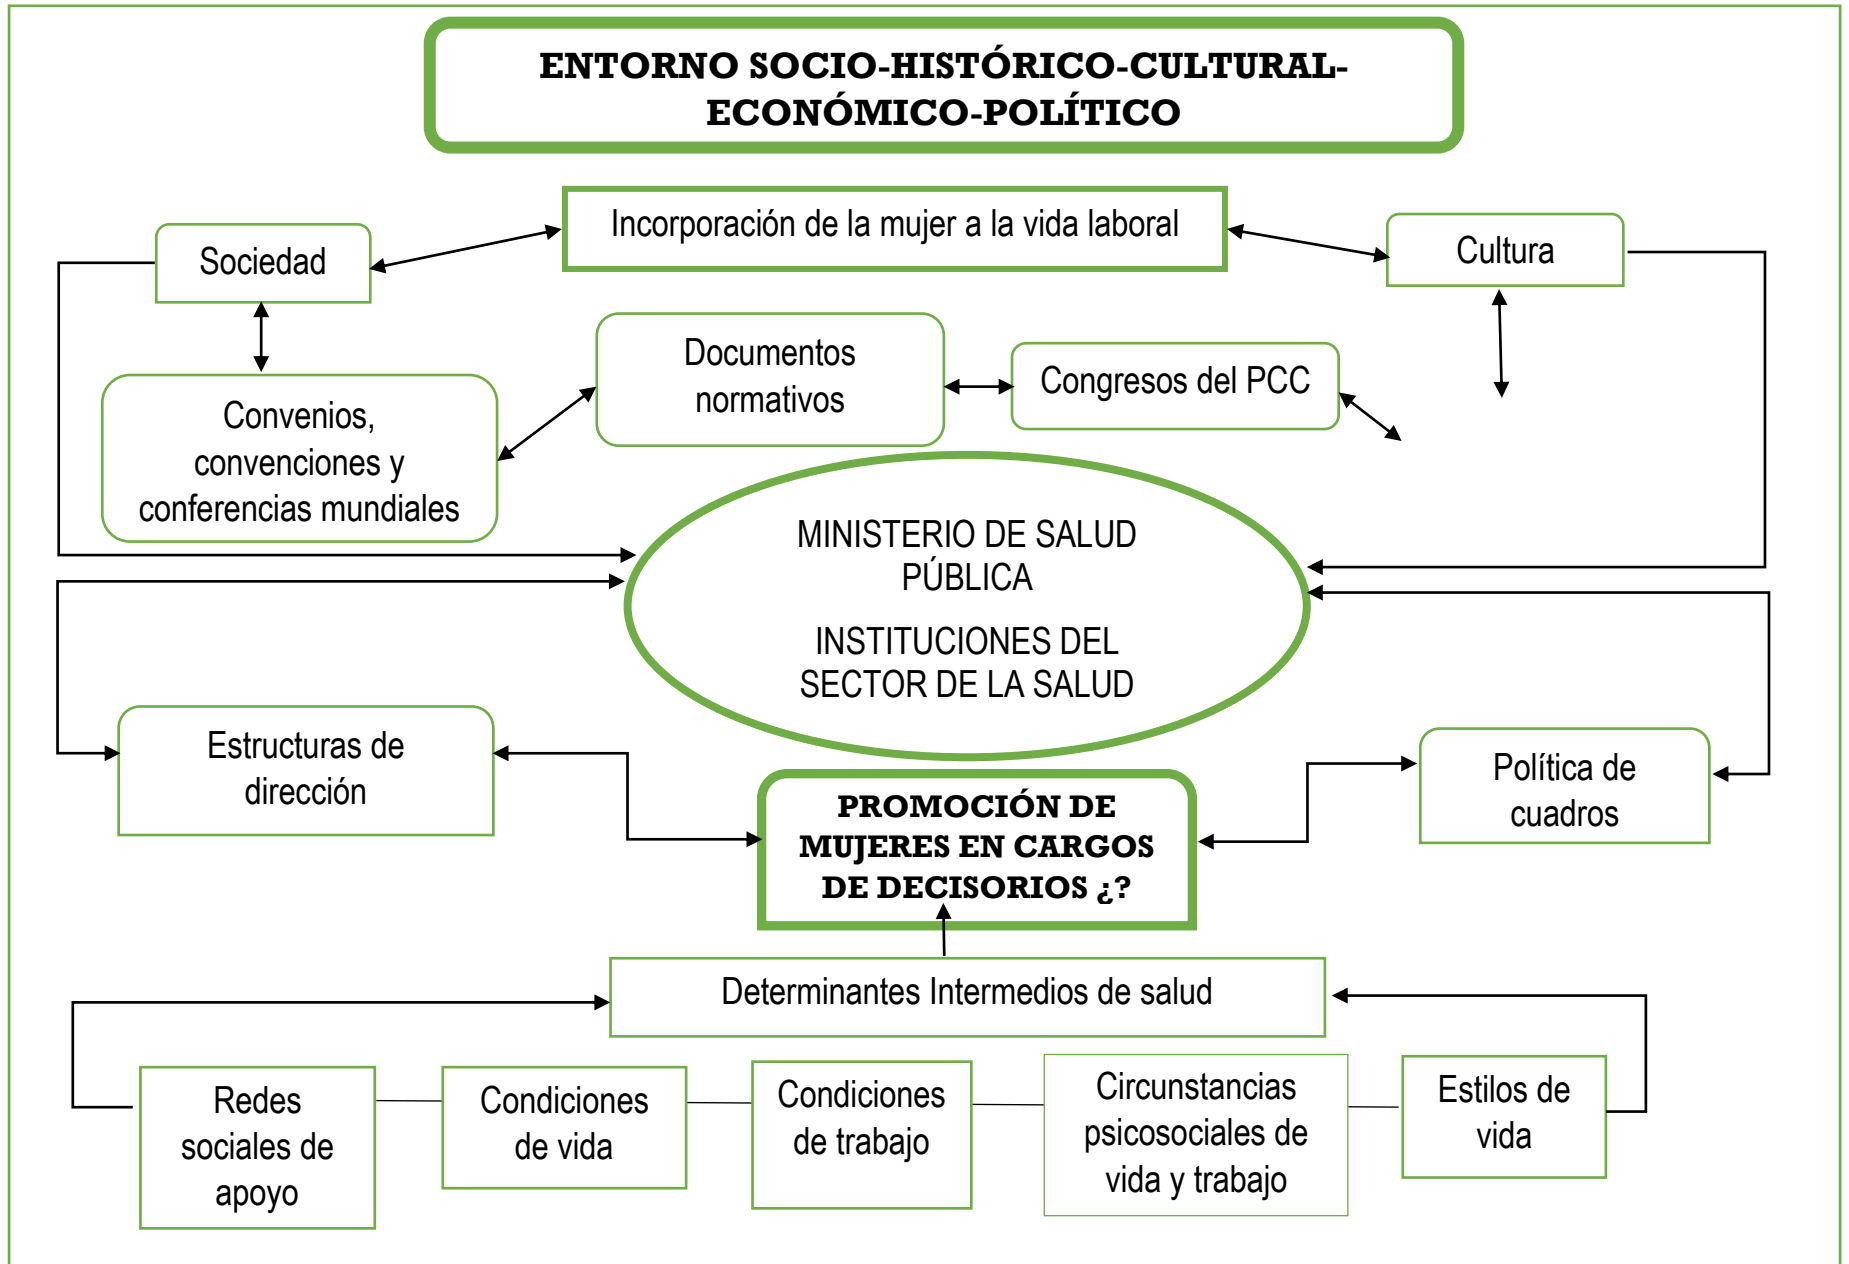 ENTORNO SOCIO-HISTÓRICO-CULTURAL-
ECONÓMICO-POLÍTICO
Incorporación de la mujer a la vida laboral
Sociedad
Cultura
Documentos
normativos
Congresos del PCC
Convenios,
convenciones y
conferencias mundiales
MINISTERIO DE SALUD
PÚBLICA
INSTITUCIONES DEL
SECTOR DE LA SALUD
Estructuras de
dirección
Política de
cuadros
PROMOCIÓN DE
MUJERES EN CARGOS
DE DECISORIOS ¿?
Determinantes Intermedios de salud
Redes
sociales de
apoyo
Condiciones
de vida
Condiciones
de trabajo
Circunstancias
psicosociales de
vida y trabajo
Estilos de
vida